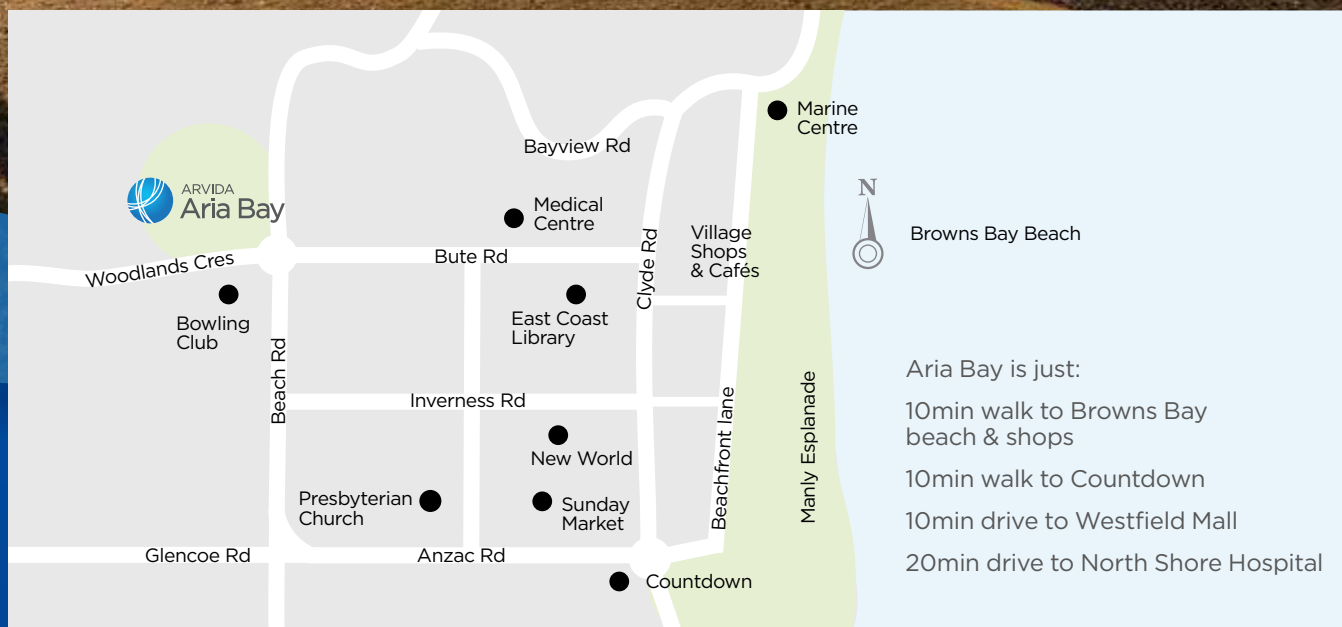 Marine
Centre
Bayview Rd
ARVIDA
Aria Bay
Medical
Centre
N
Village
Shops
& Cafés
Browns Bay Beach
Clyde Rd
Bute Rd
Woodlands Cres
Bowling
Club
East Coast
Library
Beach Rd
Inverness Rd
Beachfront lane
Manly Esplanade
Aria Bay is just:
10min walk to Browns Bay
beach & shops
10min walk to Countdown
10min drive to Westfield Mall
20min drive to North Shore Hospital
New World
Presbyterian
Church
Sunday
Market
Glencoe Rd
Anzac Rd
Countdown